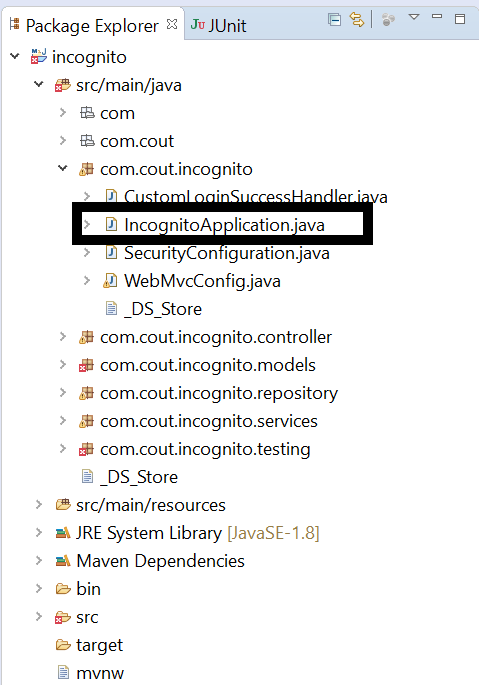 Package Explorer JUnit
incognito
src/main/java
com
com.cout
com.cout.incognito
CustomLoginSuccessHandler.java
IncognitoApplication.java
SecurityConfiguration.java
WebMvcConfig.java
_DS_Store
com.cout.incognito.controller
com.cout.incognito.models
com.cout.incognito.repository
com.cout.incognito.services
com.cout.incognito.testing
_DS_Store
src/main/resources
JRE System Library [JavaSE-1.8]
Maven Dependencies
bin
src
target
mvnw